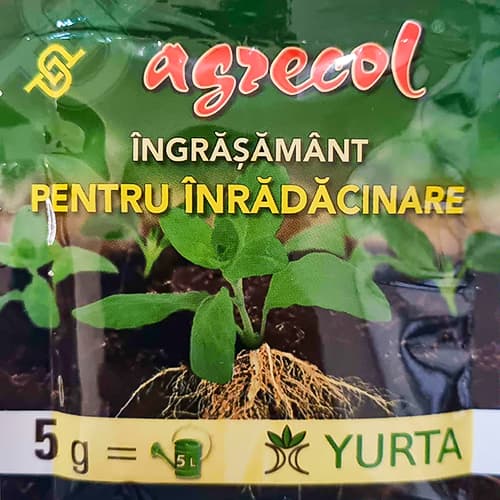 agrecol
ÎNGRĂȘĂMÂNT
PENTRU ÎNRĂDĂCINARE
5 g = 5 L
YURTA